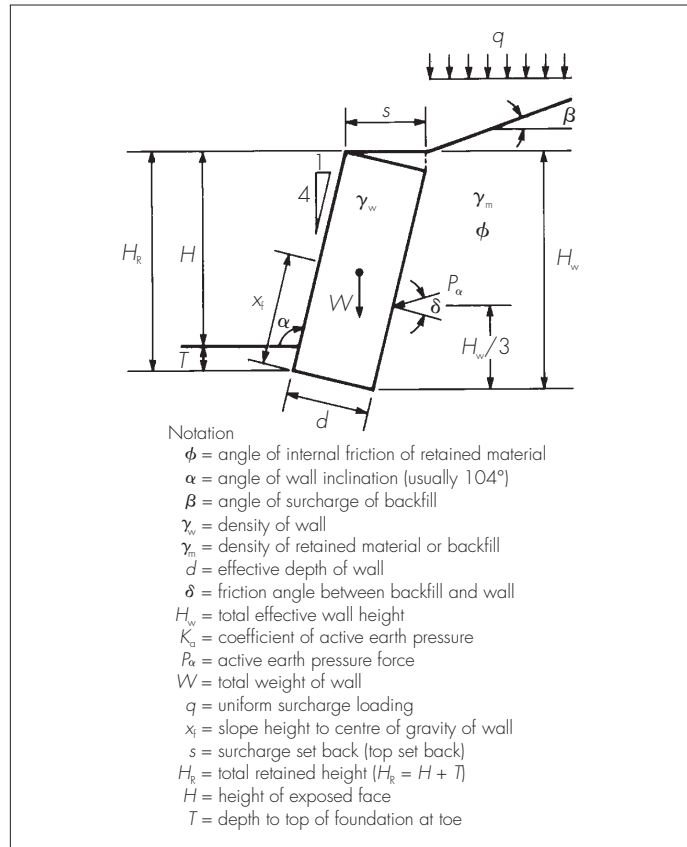 q
s
β
1
4
γw
γm
ϕ
HR
H
Hw
xf
W
Pα
δ
α
Hw/3
T
d
Notation
ϕ = angle of internal friction of retained material
α = angle of wall inclination (usually 104°)
β = angle of surcharge of backfill
γw = density of wall
γm = density of retained material or backfill
d = effective depth of wall
δ = friction angle between backfill and wall
Hw = total effective wall height
Ka = coefficient of active earth pressure
Pα = active earth pressure force
W = total weight of wall
q = uniform surcharge loading
xf = slope height to centre of gravity of wall
s = surcharge set back (top set back)
HR = total retained height (HR = H + T)
H = height of exposed face
T = depth to top of foundation at toe